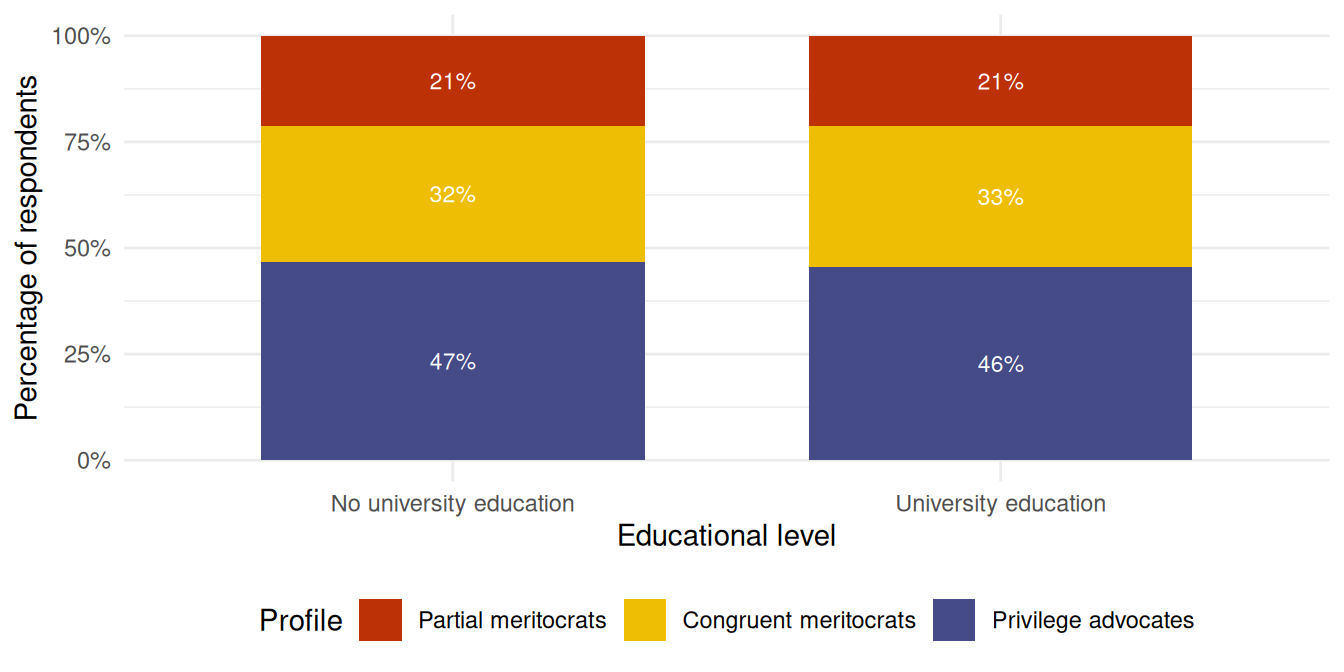 100%
75%
50%
25%
0%
Percentage of respondents
21%
21%
32%
33%
47%
46%
No university education
University education
Educational level
Profile
Partial meritocrats
Congruent meritocrats
Privilege advocates